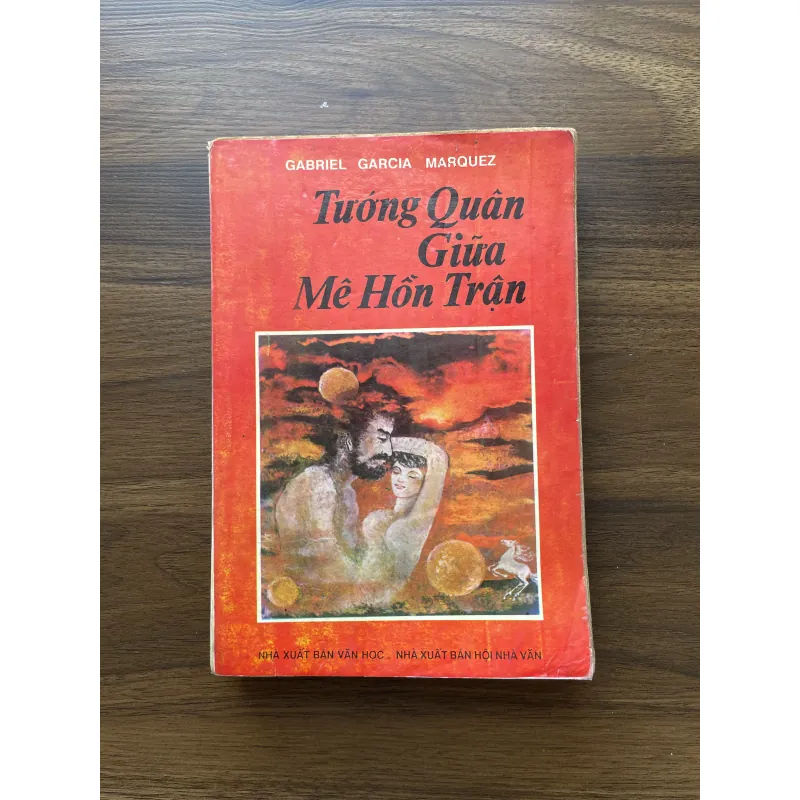 GABRIEL GARCIA MARQUEZ
Tướng Quân
Giữa
Mê Hồn Trận
NHÀ XUẤT BẢN VĂN HỌC - NHÀ XUẤT BẢN HỘI NHÀ VĂN